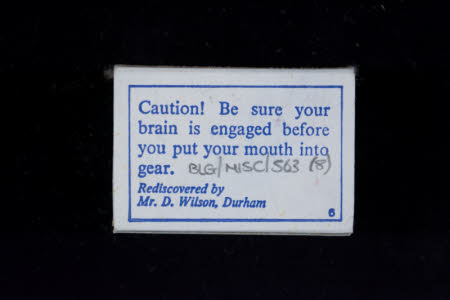 Caution! Be sure your
brain is engaged before
you put your mouth into
gear. BLG/MISC/563 (8)
Rediscovered by
Mr. D. Wilson, Durham
6